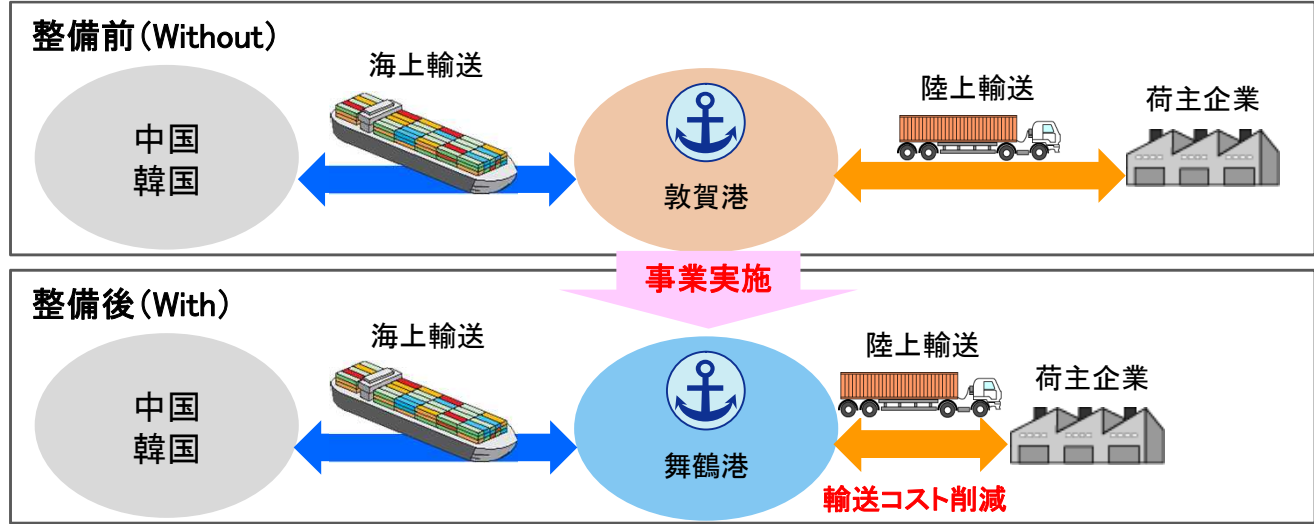 整備前（Without）
中国
韓国
海上輸送
敦賀港
陸上輸送
荷主企業
事業実施
整備後（With）
中国
韓国
海上輸送
舞鶴港
陸上輸送
荷主企業
輸送コスト削減